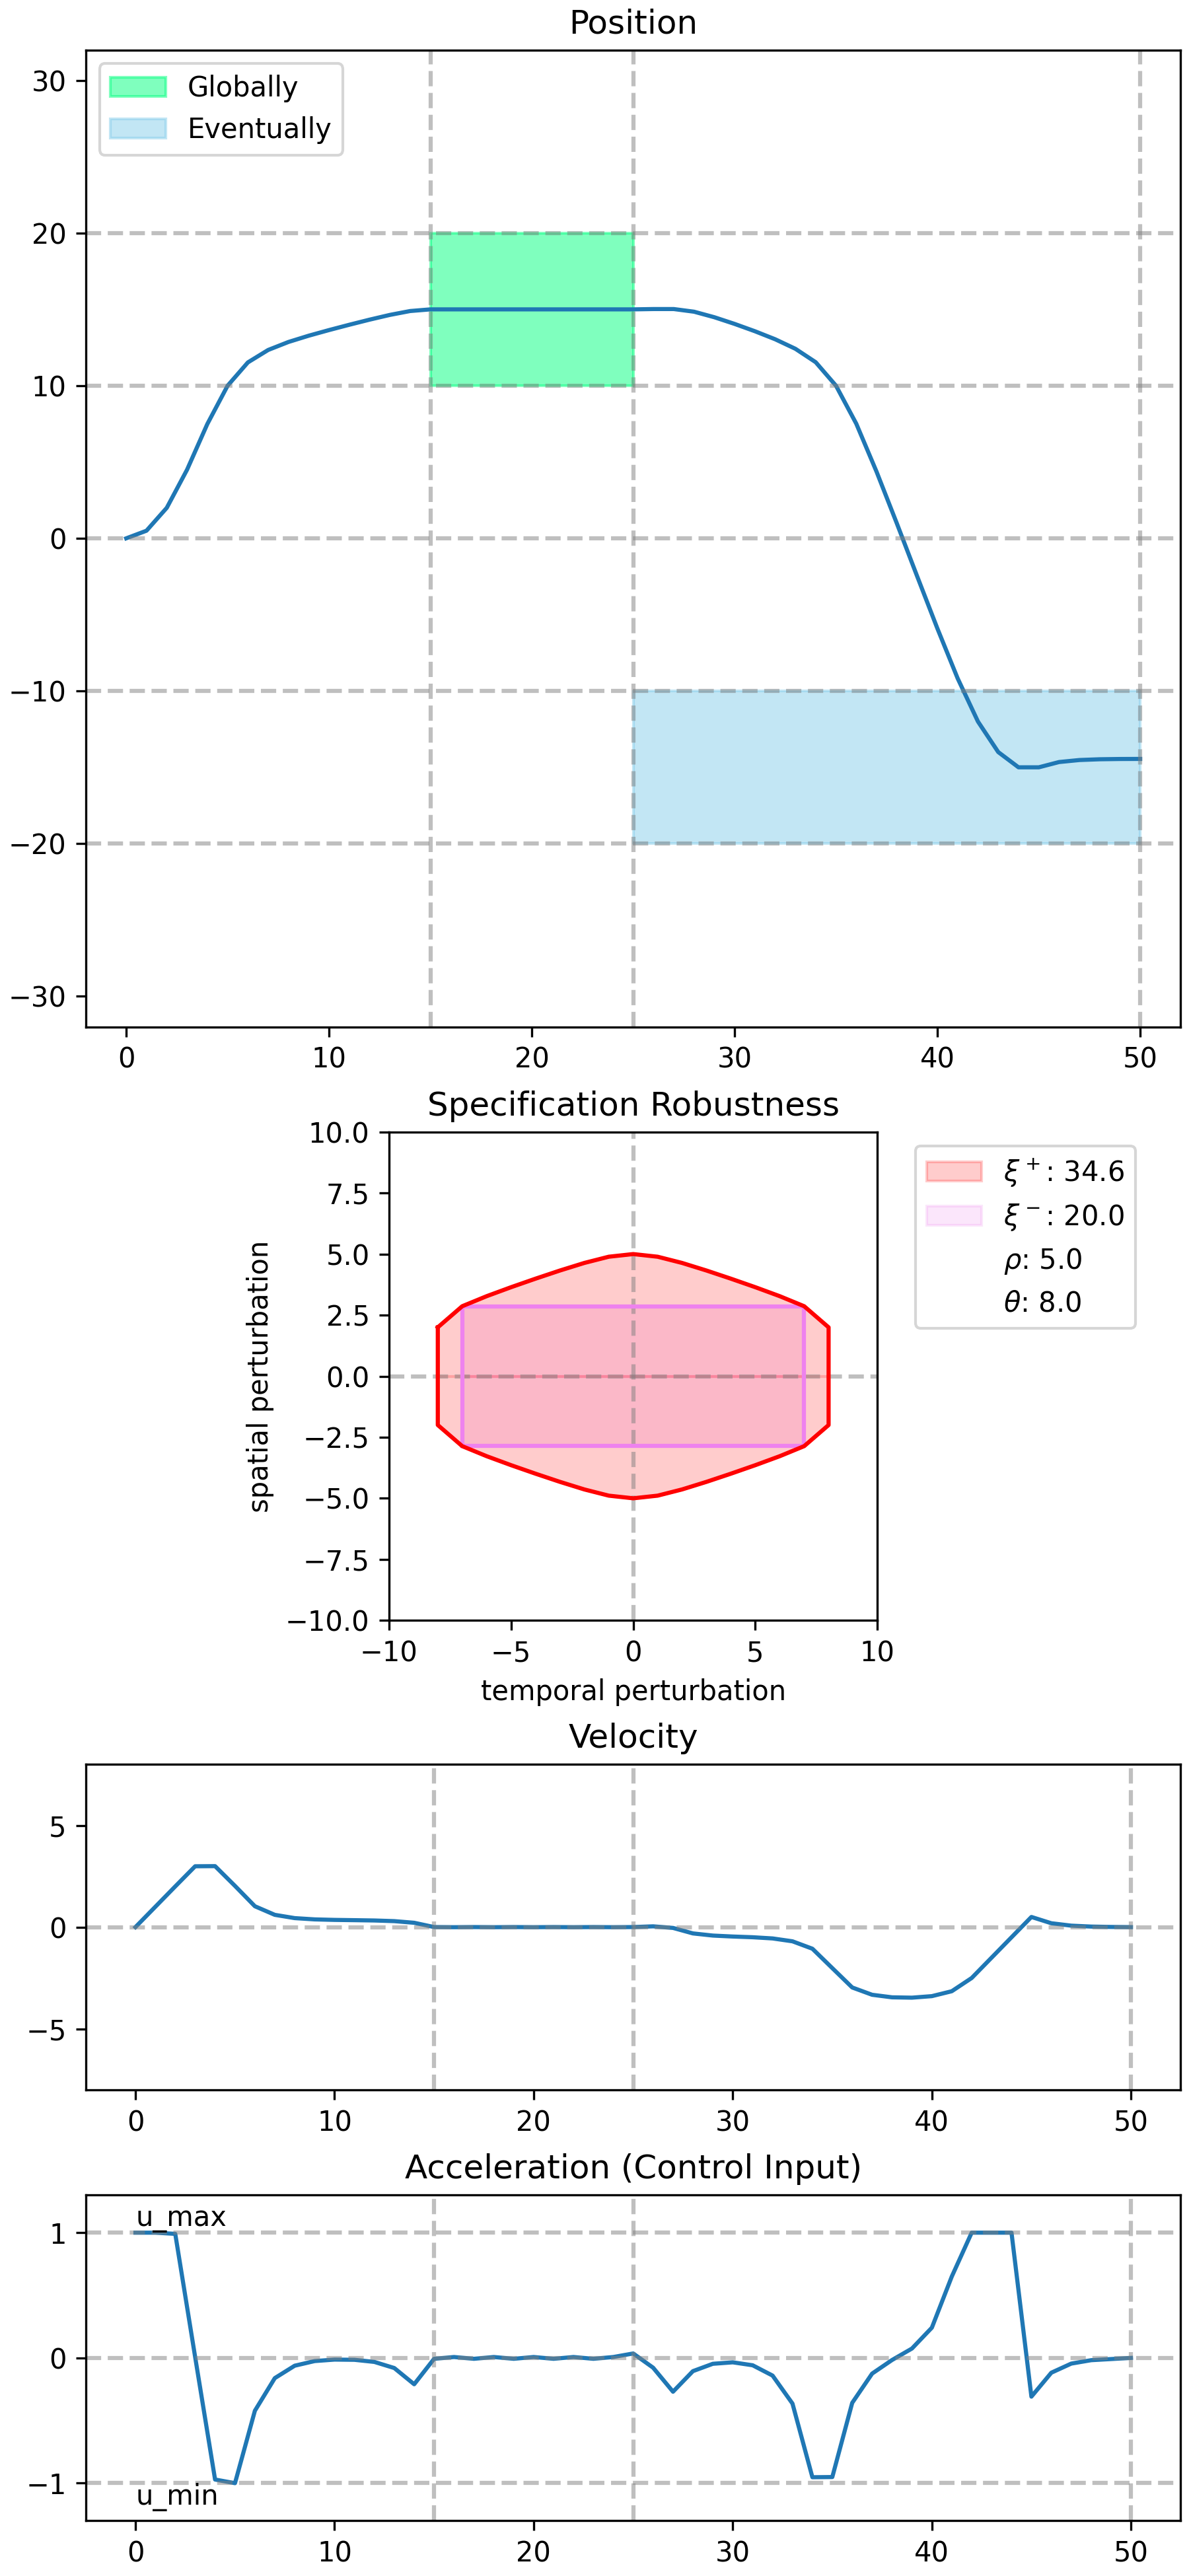 Position
30
20
10
0
−10
−20
−30
Globally
Eventually
0 10 20 30 40 50
Specification Robustness
spatial perturbation
10.0
7.5
5.0
2.5
0.0
−2.5
−5.0
−7.5
−10.0
−10 −5 0 5 10
temporal perturbation
ξ⁺: 34.6
ξ⁻: 20.0
ρ: 5.0
θ: 8.0
Velocity
5
0
−5
0 10 20 30 40 50
Acceleration (Control Input)
1
0
−1
u_max
u_min
0 10 20 30 40 50